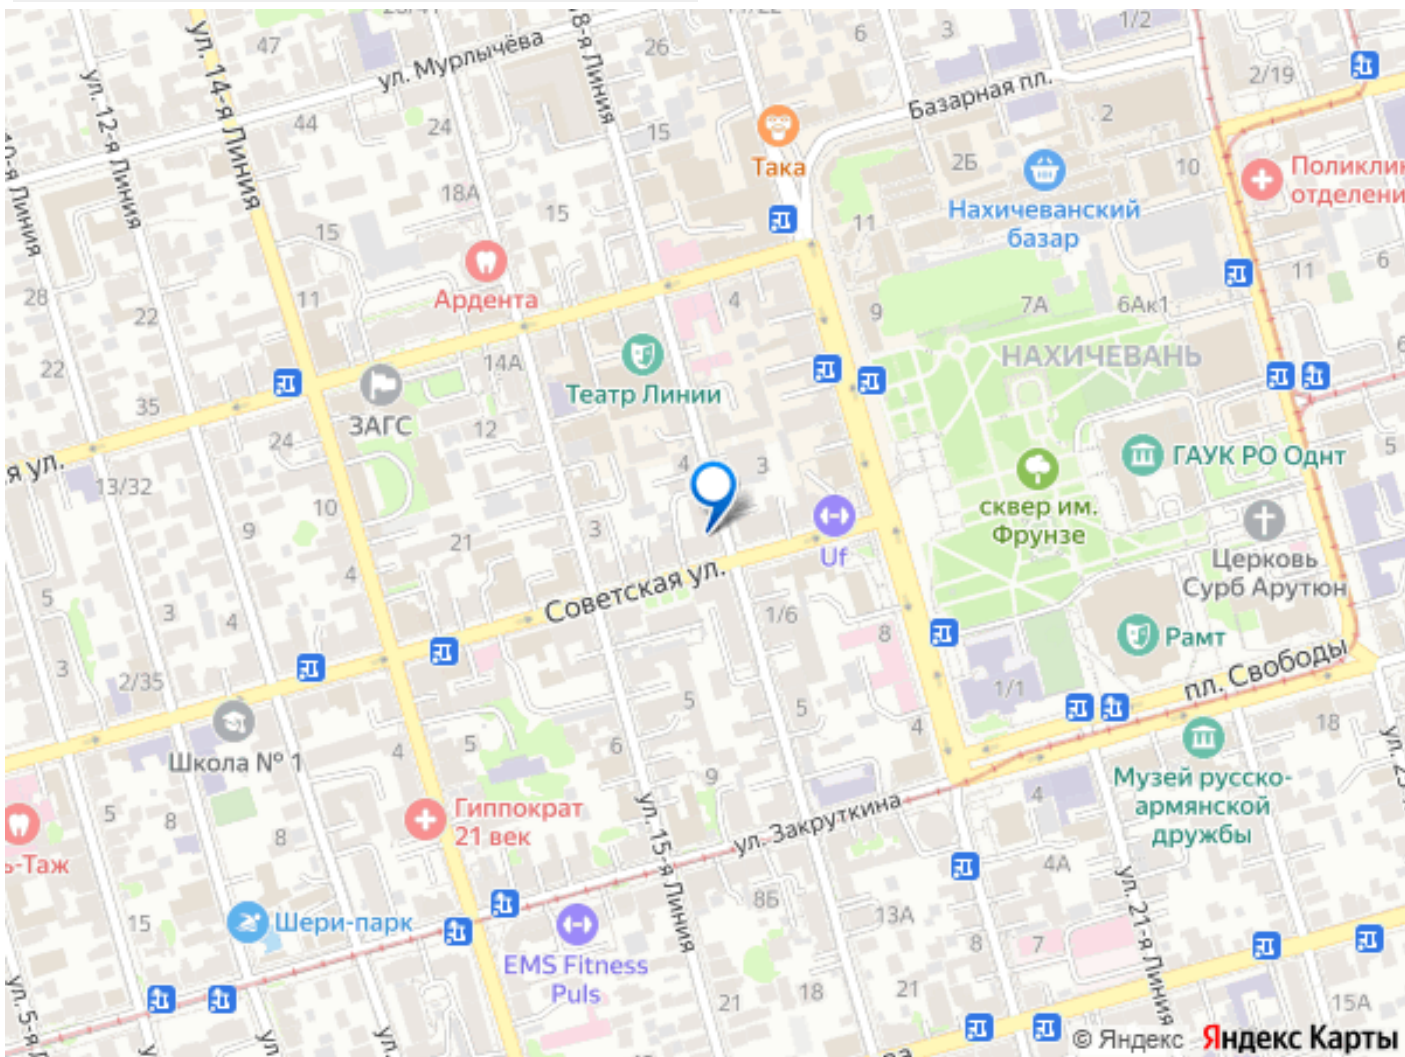 47
ул. Мурлычёва
26
6
3
1/2
2/19
ул. 14-я Линия
ул. 12-я Линия
8-я Линия
Базарная пл.
44
24
15
2
Така
2Б
10
Поликлин
отделени
Нахичеванский
базар
18А
15
15
11
Ардента
28
22
11
4
9
7А
6Ак1
11
6
НАХИЧЕВАНЬ
22
14А
Театр Линии
35
ЗАГС
24
12
4
3
ГАУК РО Однт
5
я ул.
13/32
10
9
сквер им.
Фрунзе
21
3
Uf
Церковь
Сурб Арутюн
4
Советская ул.
5
3
4
1/6
8
Рамт
3
2/35
пл. Свободы
1/1
5
5
4
18
Школа № 1
4
5
6
9
Музей русско-
армянской
дружбы
4
Гиппократ
21 век
ул. 15-я Линия
ул. Закруткина
5
8
8
ь-Таж
4А
ул. 21-я Линия
8Б
13А
15
Шери-парк
8
7
EMS Fitness
Puls
21
18
21
15А
ул. 5-я
ул.
© Яндекс
Яндекс Карты